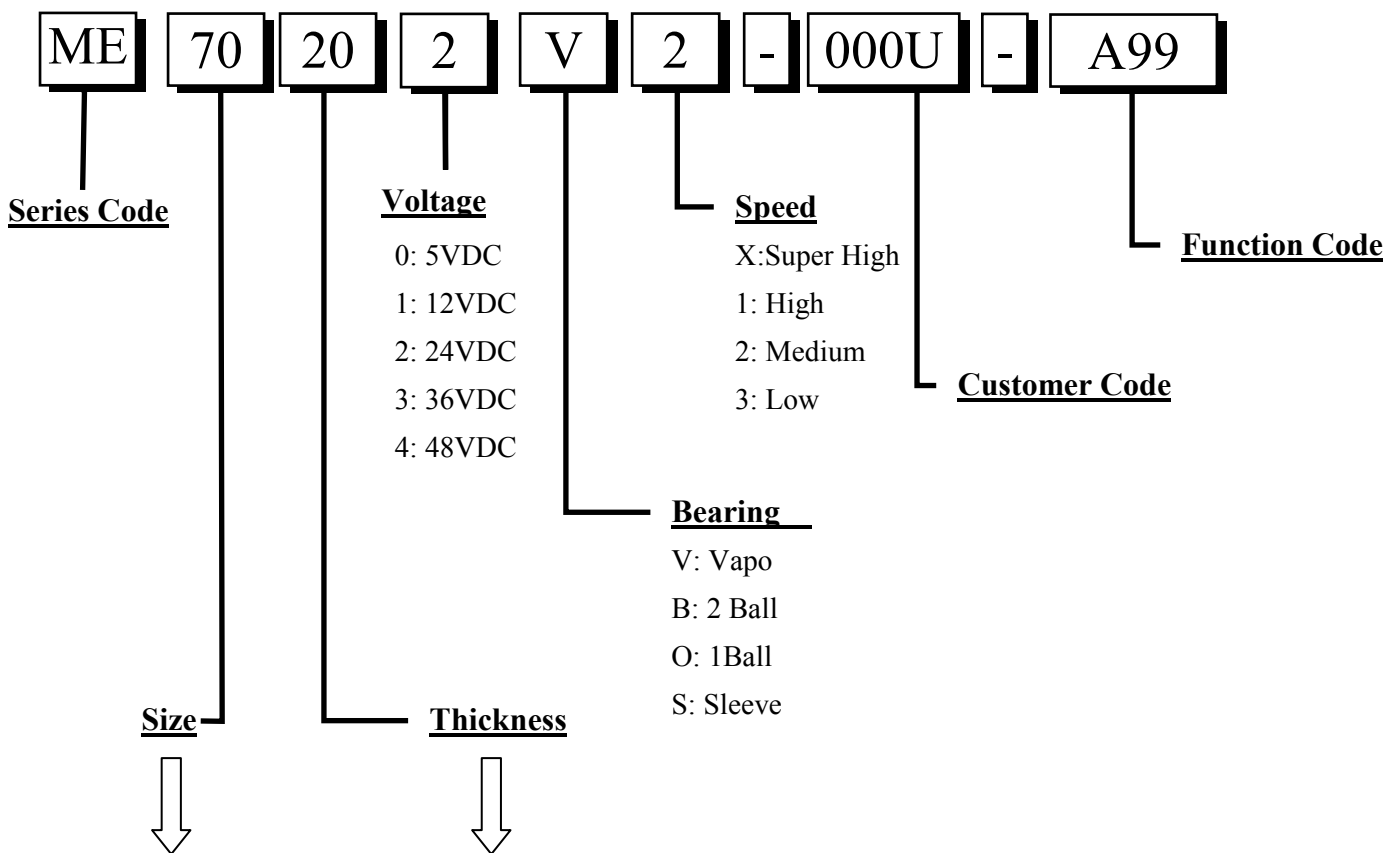 ME 70 20 2 V 2 - 000U - A99
Series Code
Voltage
0: 5VDC
1: 12VDC
2: 24VDC
3: 36VDC
4: 48VDC
Speed
X:Super High
1: High
2: Medium
3: Low
Function Code
Customer Code
Bearing
V: Vapo
B: 2 Ball
O: 1Ball
S: Sleeve
Size
Thickness